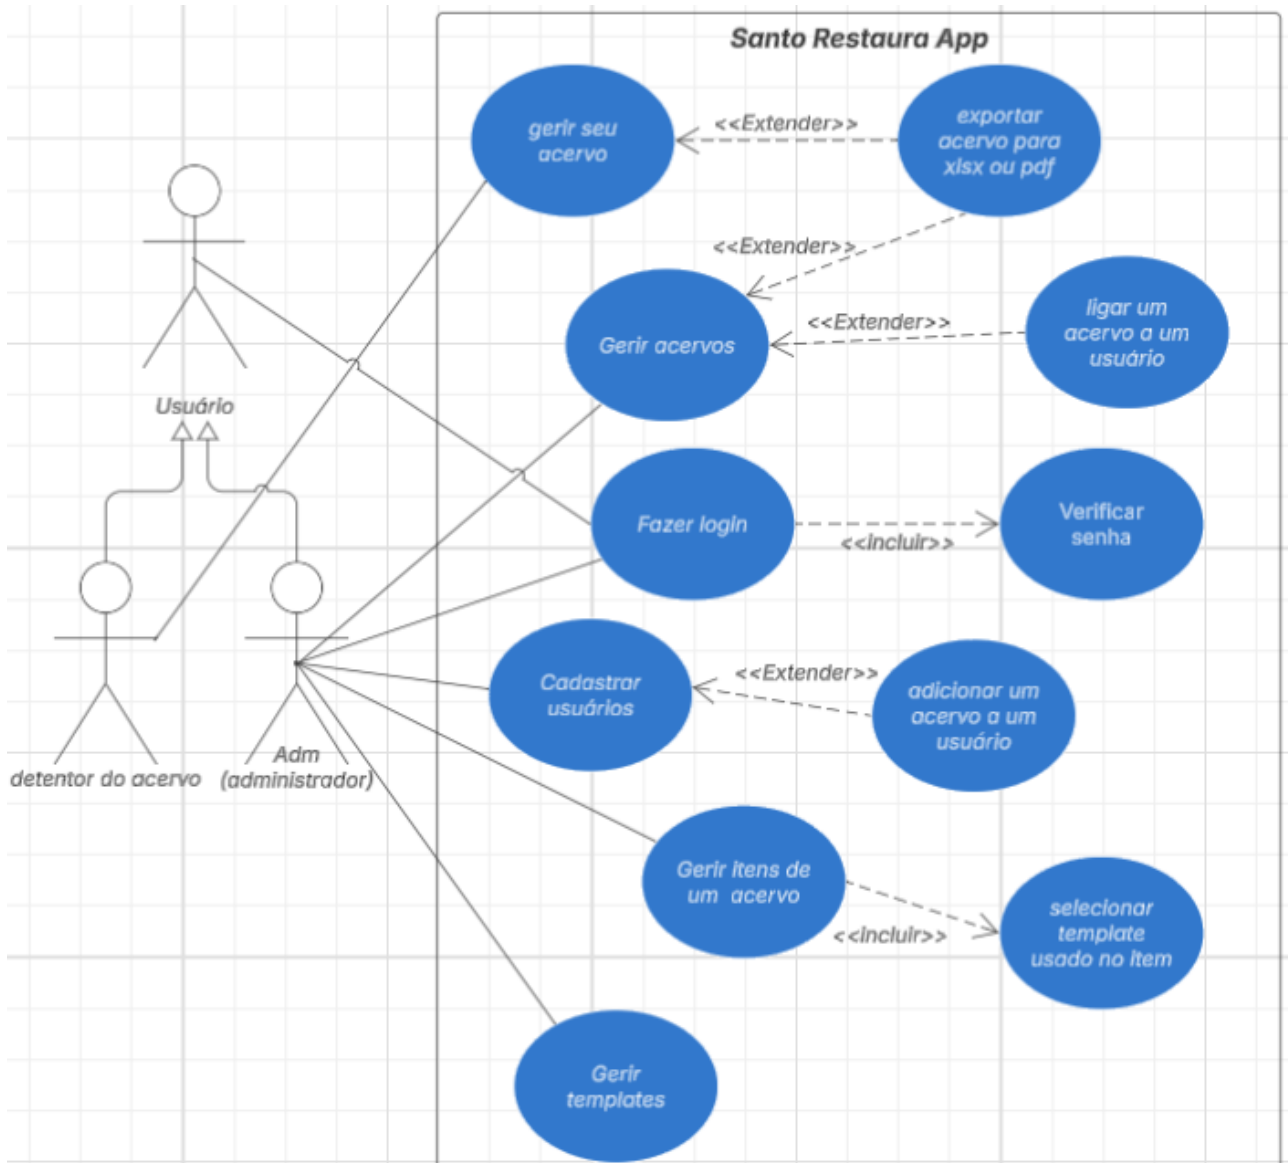 Santo Restaura App
gerir seu
acervo
<<Extender>>
exportar
acervo para
xlsx ou pdf
<<Extender>>
Gerir acervos
<<Extender>>
ligar um
acervo a um
usuário
Usuário
Fazer login
<<incluir>>
Verificar
senha
Cadastrar
usuários
<<Extender>>
adicionar um
acervo a um
usuário
detentor do acervo
Adm
(administrador)
Gerir itens de
um acervo
<<incluir>>
selecionar
template
usado no item
Gerir
templates